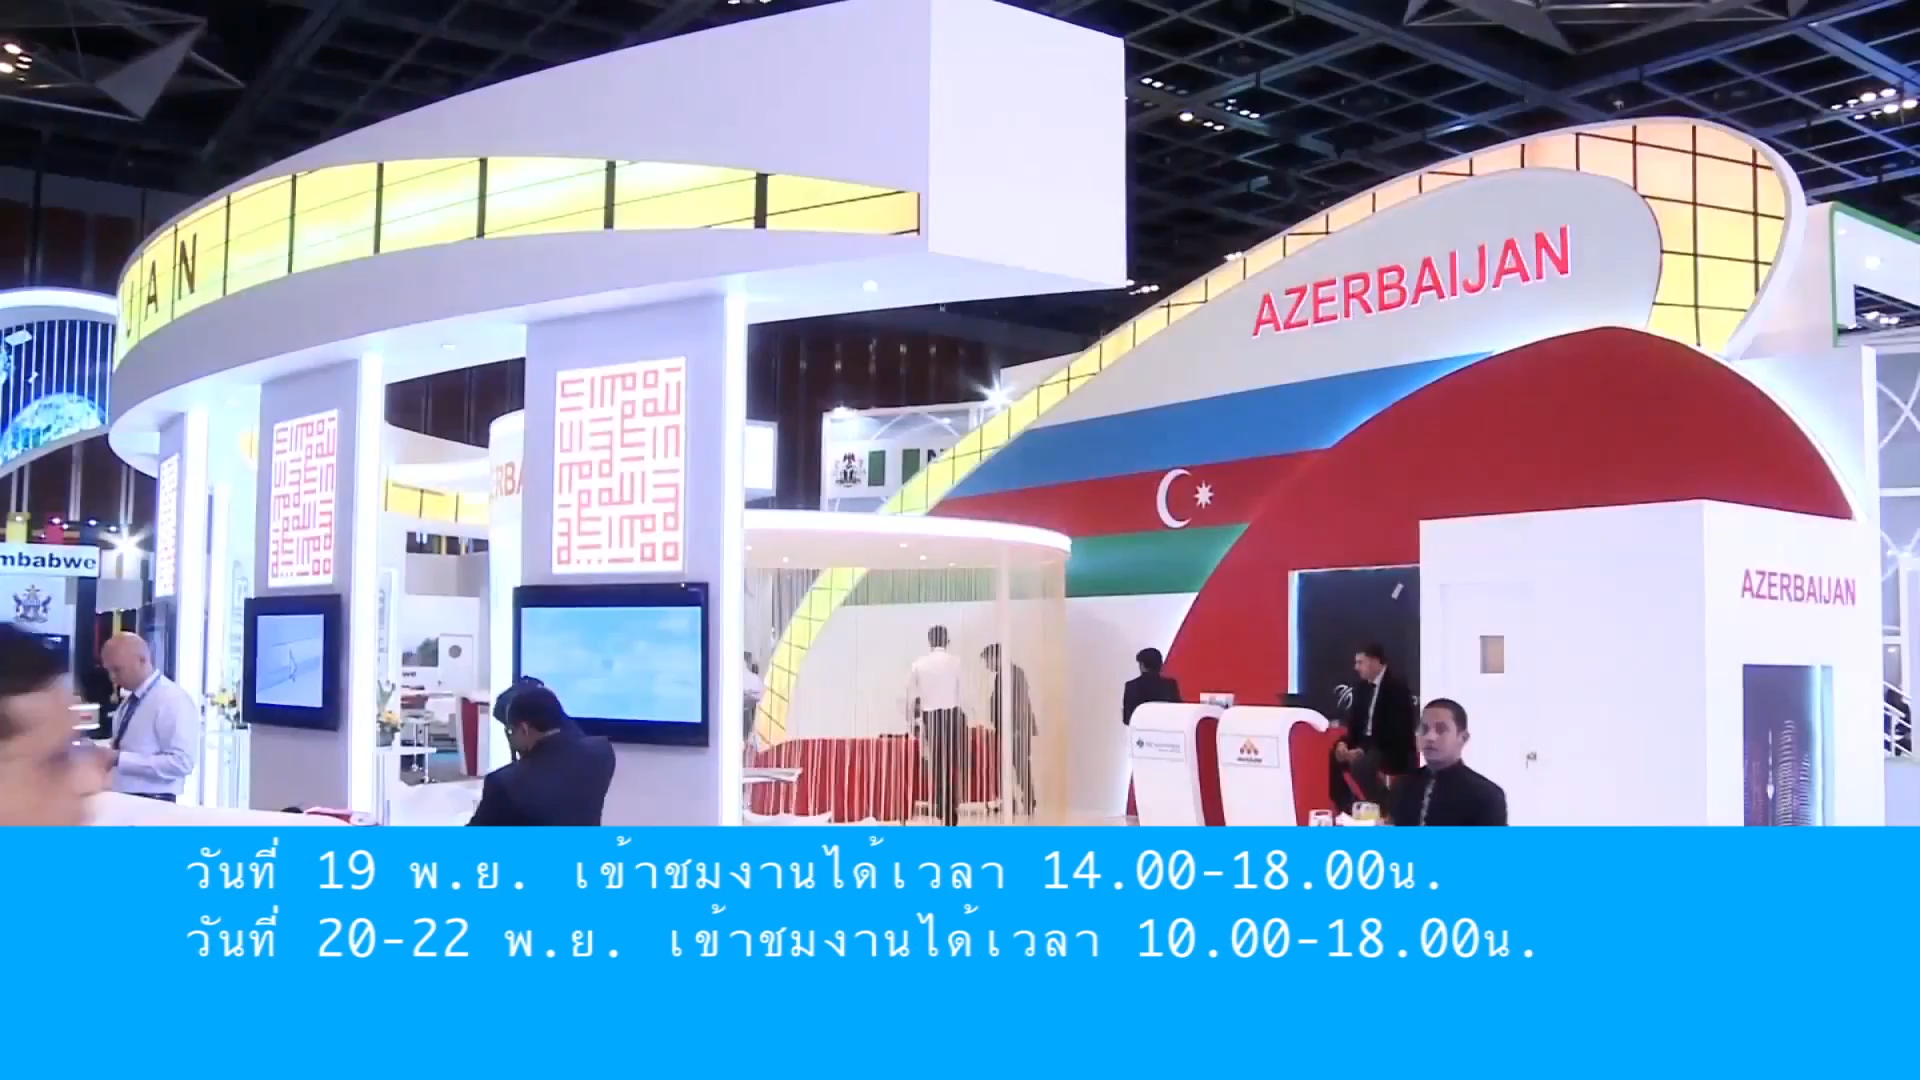 U A N
AZERBAIJAN
mbabwe
ERBA
AZERBAIJAN
วันที่ 19 พ.ย. เข้าชมงานได้เวลา 14.00-18.00น.
วันที่ 20-22 พ.ย. เข้าชมงานได้เวลา 10.00-18.00น.